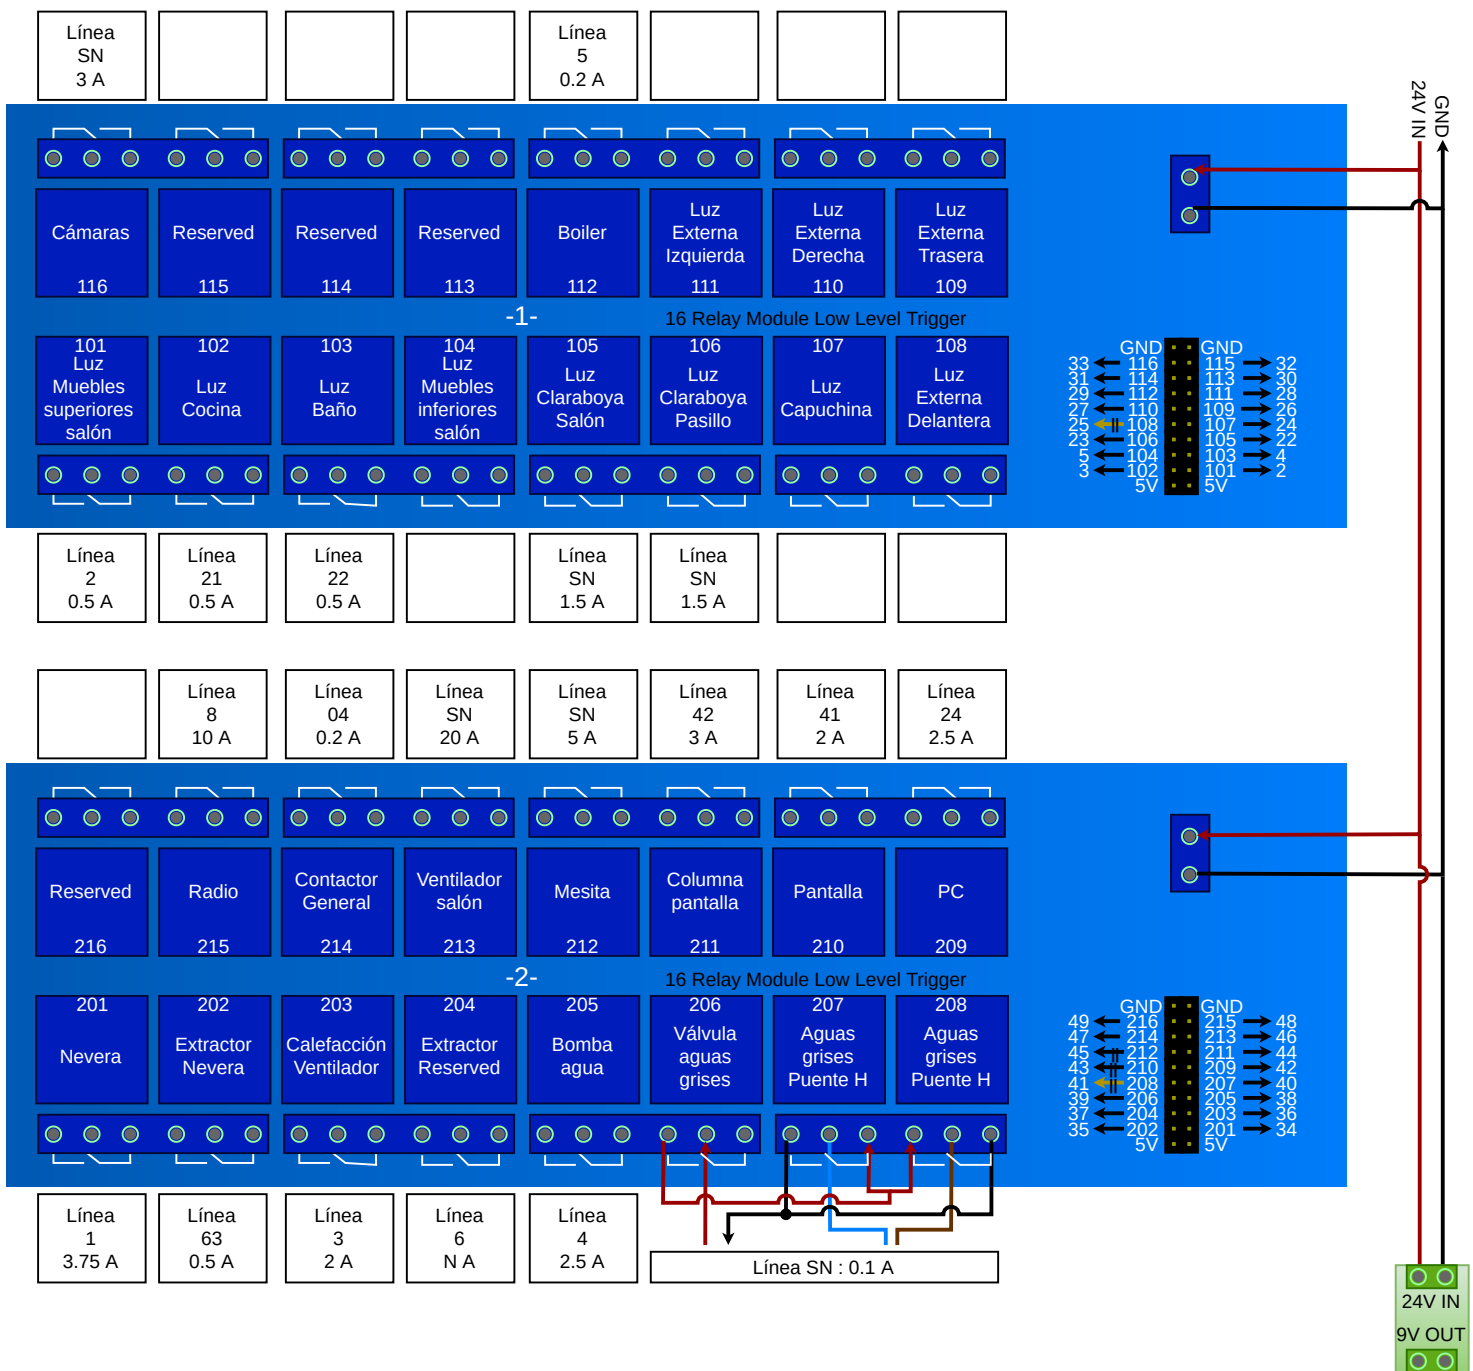 Línea
SN
3 A
Línea
5
0.2 A
24V IN
GND
Cámaras
116
Reserved
115
Reserved
114
Reserved
113
Boiler
112
Luz
Externa
Izquierda
111
Luz
Externa
Derecha
110
Luz
Externa
Trasera
109
-1-
16 Relay Module Low Level Trigger
101
Luz
Muebles
superiores
salón
102
Luz
Cocina
103
Luz
Baño
104
Luz
Muebles
inferiores
salón
105
Luz
Claraboya
Salón
106
Luz
Claraboya
Pasillo
107
Luz
Capuchina
108
Luz
Externa
Delantera
GND GND
33 116 115 32
31 114 113 30
29 112 111 28
27 110 109 26
25 108 107 24
23 106 105 22
5 104 103 4
3 102 101 2
5V 5V
Línea
2
0.5 A
Línea
21
0.5 A
Línea
22
0.5 A
Línea
SN
1.5 A
Línea
SN
1.5 A
Línea
8
10 A
Línea
04
0.2 A
Línea
SN
20 A
Línea
SN
5 A
Línea
42
3 A
Línea
41
2 A
Línea
24
2.5 A
Reserved
216
Radio
215
Contactor
General
214
Ventilador
salón
213
Mesita
212
Columna
pantalla
211
Pantalla
210
PC
209
-2-
16 Relay Module Low Level Trigger
201
Nevera
202
Extractor
Nevera
203
Calefacción
Ventilador
204
Extractor
Reserved
205
Bomba
agua
206
Válvula
aguas
grises
207
Aguas
grises
Puente H
208
Aguas
grises
Puente H
GND GND
49 216 215 48
47 214 213 46
45 212 211 44
43 210 209 42
41 208 207 40
39 206 205 38
37 204 203 36
35 202 201 34
5V 5V
Línea
1
3.75 A
Línea
63
0.5 A
Línea
3
2 A
Línea
6
N A
Línea
4
2.5 A
Línea SN : 0.1 A
24V IN
9V OUT